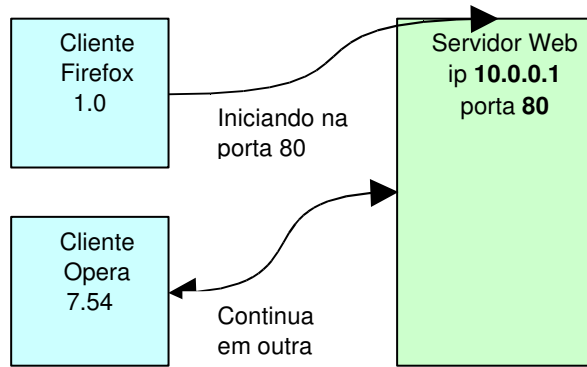 Cliente
Firefox
1.0
Iniciando na
porta 80
Servidor Web
ip 10.0.0.1
porta 80
Cliente
Opera
7.54
Continua
em outra